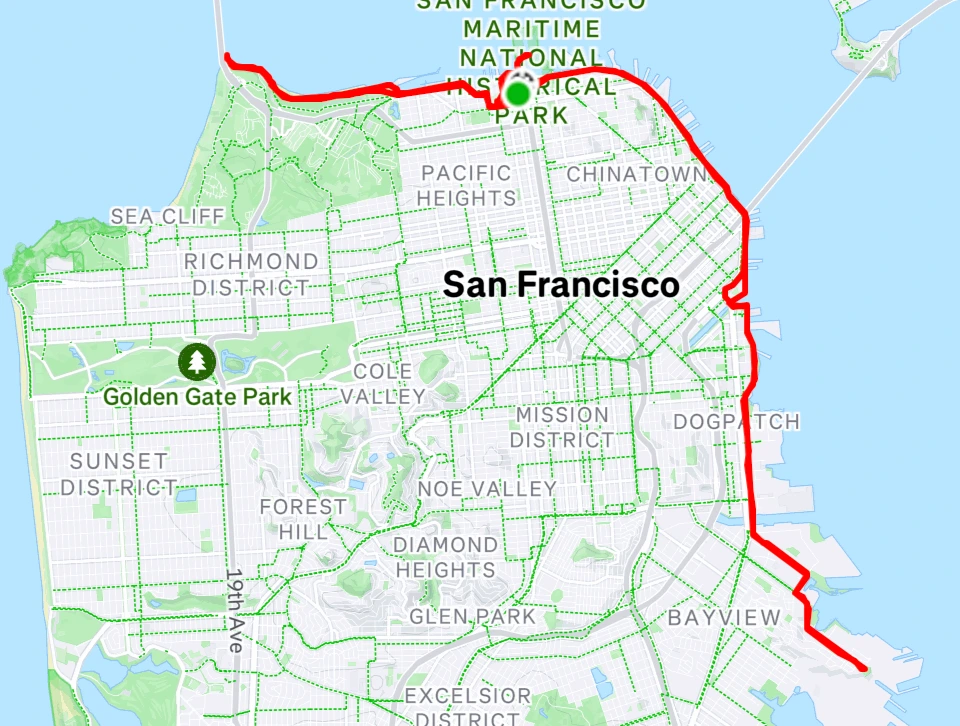 SAN FRANCISCO
MARITIME
NATIONAL
HISTORICAL
PARK
PACIFIC
HEIGHTS
CHINATOWN
SEA CLIFF
RICHMOND
DISTRICT
San Francisco
Golden Gate Park
COLE
VALLEY
MISSION
DISTRICT
DOGPATCH
SUNSET
DISTRICT
NOE VALLEY
FOREST
HILL
DIAMOND
HEIGHTS
19th Ave
GLEN PARK
BAYVIEW
EXCELSIOR
DISTRICT